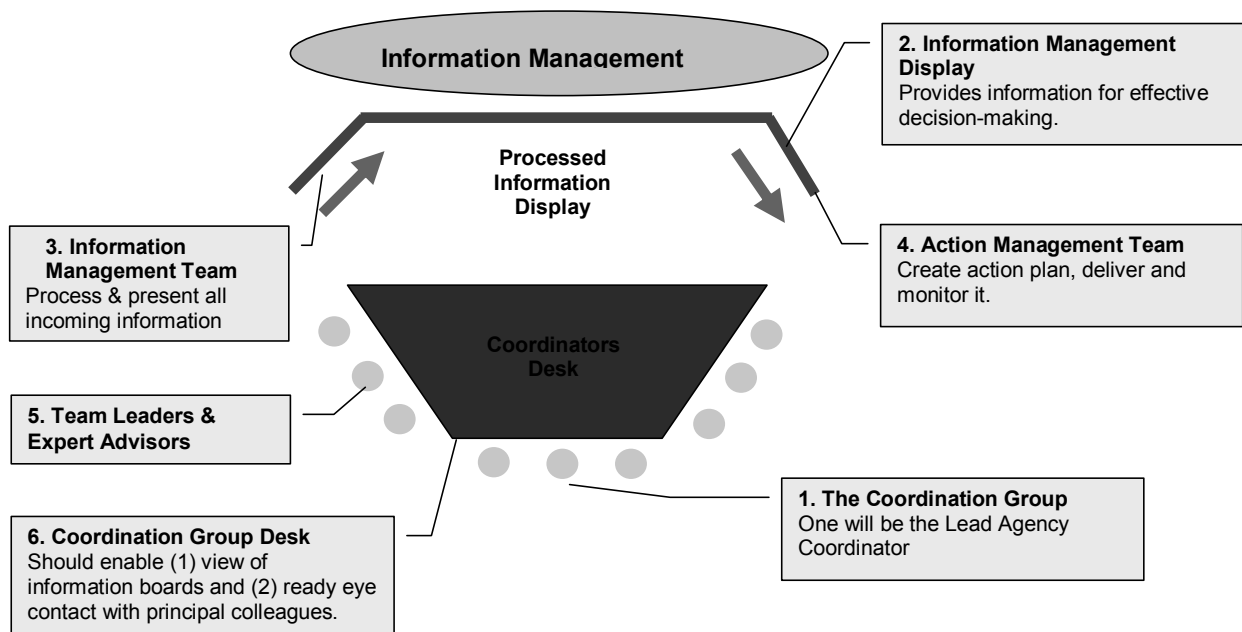 Information Management
2. Information Management
Display
Provides information for effective
decision-making.
Processed
Information
Display
3. Information
Management Team
Process & present all
incoming information
4. Action Management Team
Create action plan, deliver and
monitor it.
Coordinators
Desk
5. Team Leaders &
Expert Advisors
1. The Coordination Group
One will be the Lead Agency
Coordinator
6. Coordination Group Desk
Should enable (1) view of
information boards and (2) ready eye
contact with principal colleagues.